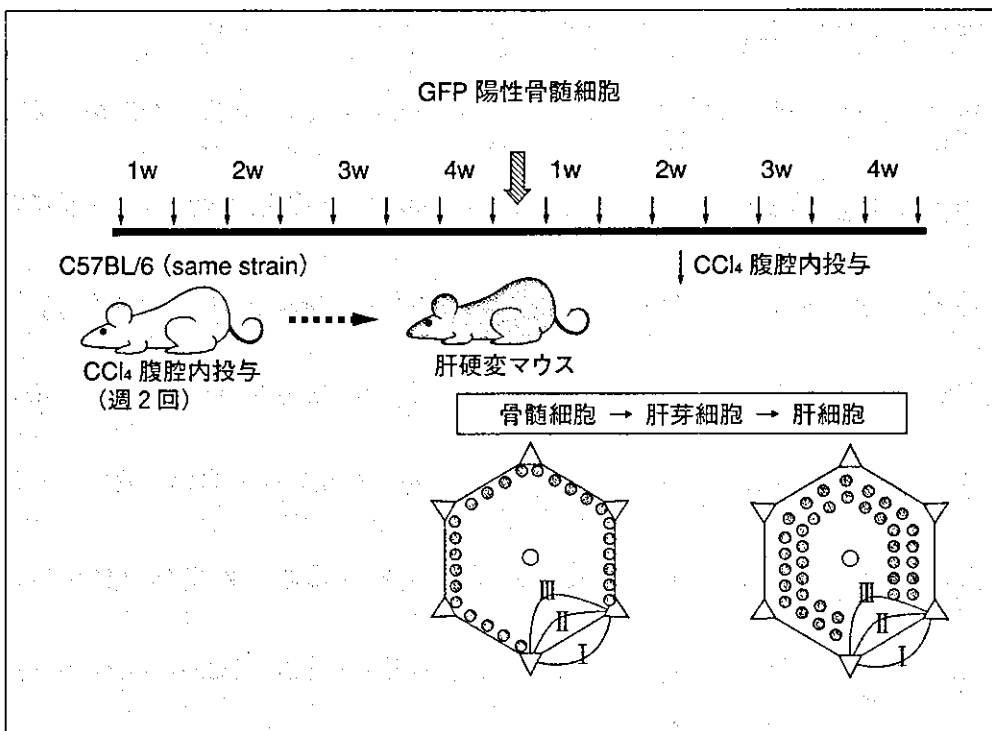 GFP 陽性骨髄細胞
1w 2w 3w 4w 1w 2w 3w 4w
C57BL/6 (same strain)
↓ CCl₄ 腹腔内投与
CCl₄ 腹腔内投与
(週2回)
肝硬変マウス
骨髄細胞 → 肝芽細胞 → 肝細胞
Ⅲ Ⅲ
Ⅱ Ⅱ
Ⅰ Ⅰ